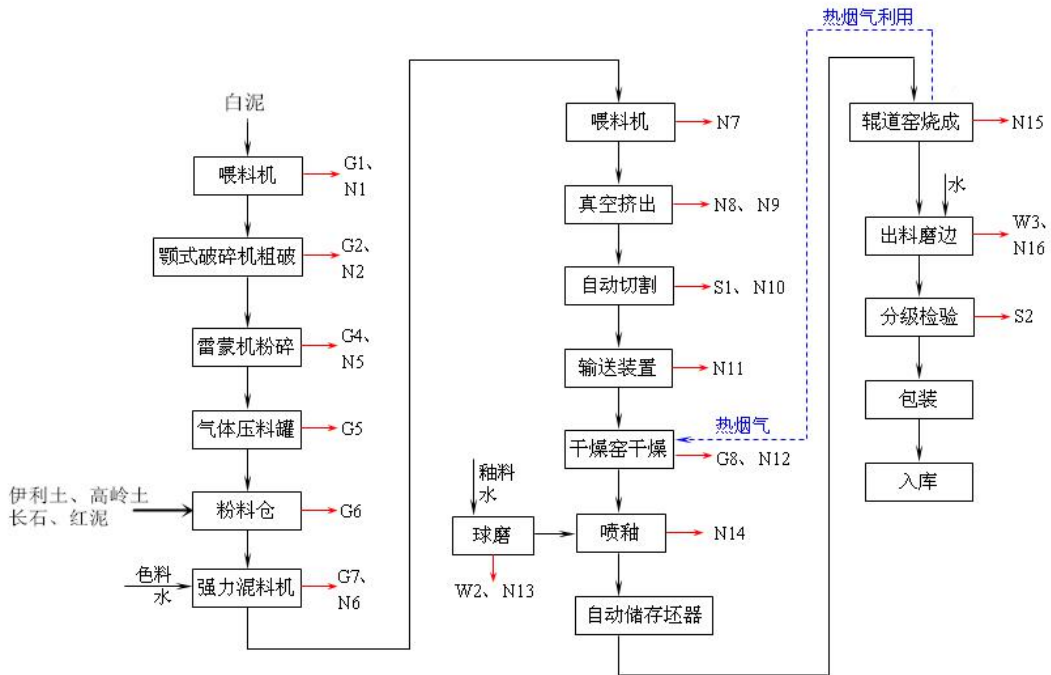 白泥
喂料机
G1、
N1
颚式破碎机粗破
G2、
N2
雷蒙机粉碎
G4、
N5
气体压料罐
G5
伊利土、高岭土
长石、红泥
粉料仓
G6
色料
水
强力混料机
G7、
N6
喂料机
N7
真空挤出
N8、N9
自动切割
S1、N10
输送装置
N11
热烟气
干燥窑干燥
G8、N12
釉料
水
球磨
W2、N13
喷釉
N14
自动储存坯器
热烟气利用
辊道窑烧成
N15
水
出料磨边
W3、
N16
分级检验
S2
包装
入库